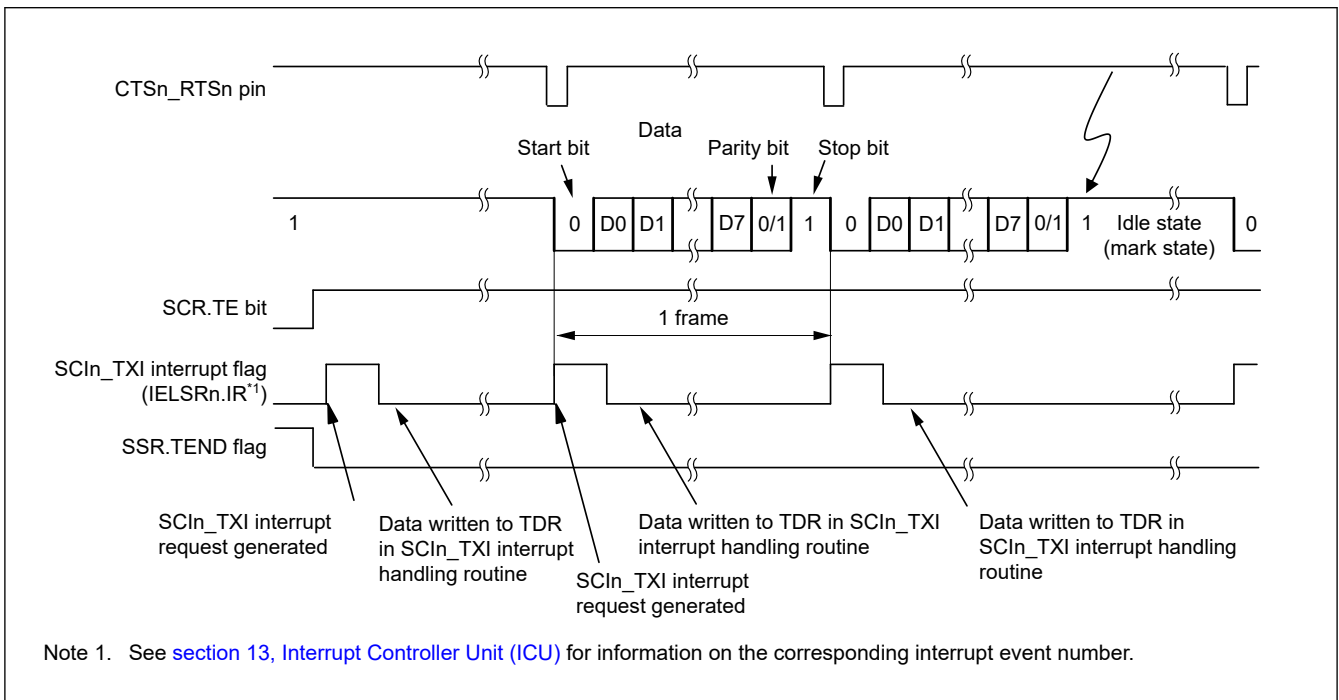 CTSn_RTSn pin
Data
Start bit
Parity bit
Stop bit
1
0
D0
D1
D7
0/1
1
0
D0
D1
D7
0/1
1
Idle state
(mark state)
0
SCR.TE bit
1 frame
SCIn_TXI interrupt flag
(IELSRn.IR*1)
SSR.TEND flag
SCIn_TXI interrupt
request generated
Data written to TDR
in SCIn_TXI interrupt
handling routine
SCIn_TXI interrupt
request generated
Data written to TDR in SCIn_TXI
interrupt handling routine
Data written to TDR in
SCIn_TXI interrupt handling
routine
Note 1. See section 13, Interrupt Controller Unit (ICU) for information on the corresponding interrupt event number.